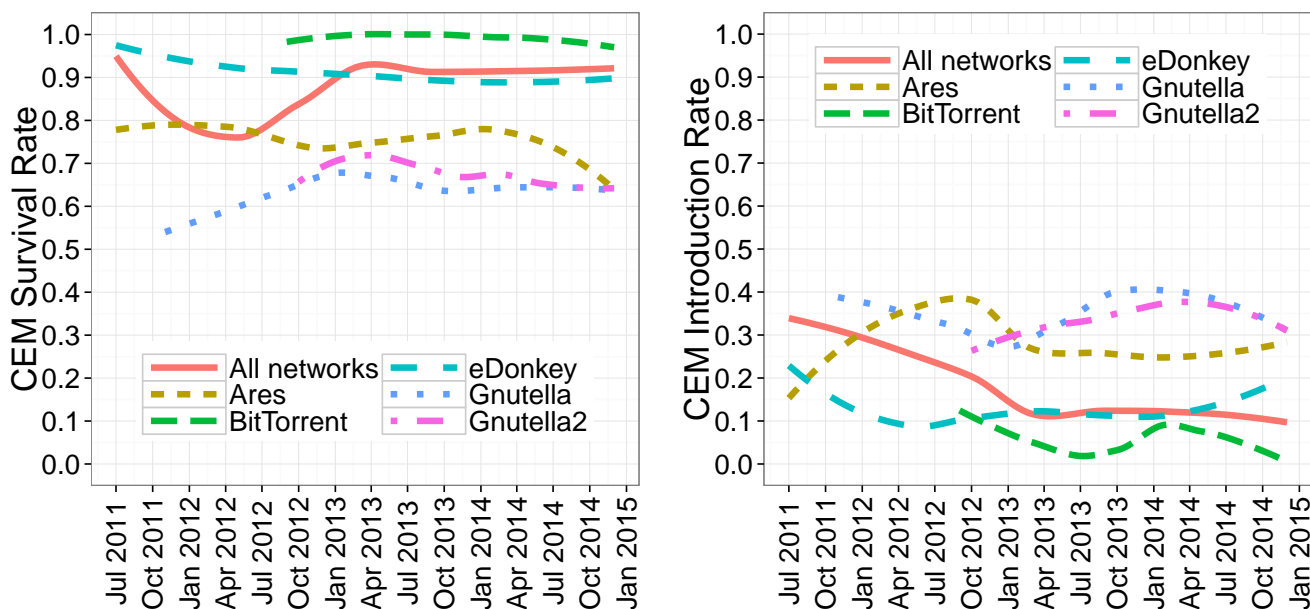 CEM Survival Rate
1.0
0.9
0.8
0.7
0.6
0.5
0.4
0.3
0.2
0.1
0.0
All networks
Ares
BitTorrent
eDonkey
Gnutella
Gnutella2
Jul 2011
Oct 2011
Jan 2012
Apr 2012
Jul 2012
Oct 2012
Jan 2013
Apr 2013
Jul 2013
Oct 2013
Jan 2014
Apr 2014
Jul 2014
Oct 2014
Jan 2015
CEM Introduction Rate
1.0
0.9
0.8
0.7
0.6
0.5
0.4
0.3
0.2
0.1
0.0
All networks
Ares
BitTorrent
eDonkey
Gnutella
Gnutella2
Jul 2011
Oct 2011
Jan 2012
Apr 2012
Jul 2012
Oct 2012
Jan 2013
Apr 2013
Jul 2013
Oct 2013
Jan 2014
Apr 2014
Jul 2014
Oct 2014
Jan 2015